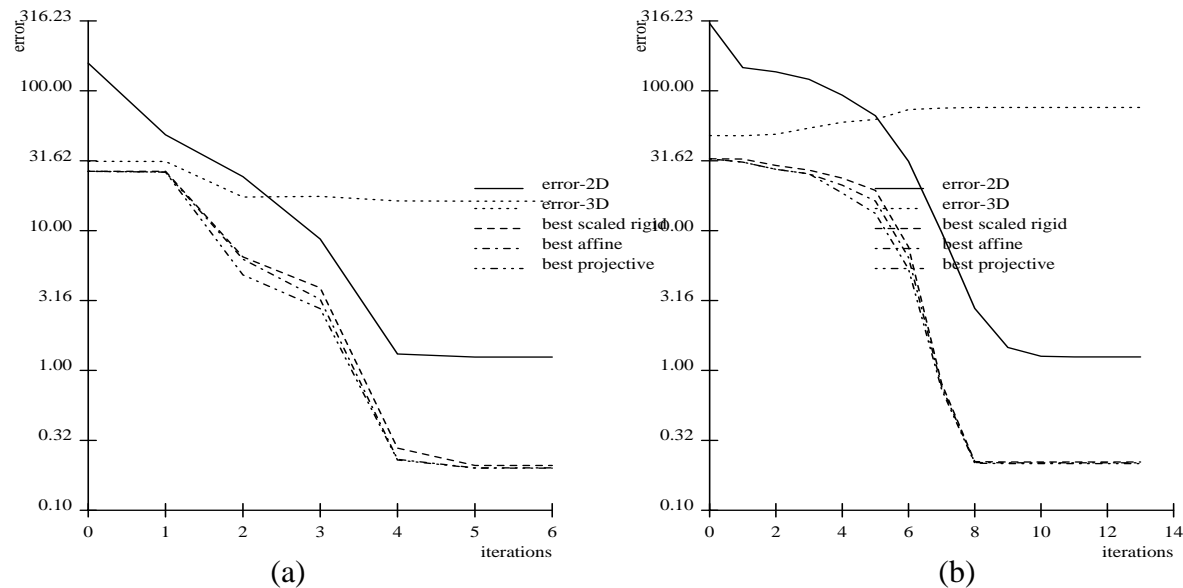 316.23
error
100.00
31.62
10.00
3.16
1.00
0.32
0.10
0 1 2 3 4 5 6
iterations
error-2D
error-3D
best scaled rigid
best affine
best projective
(a)
316.23
error
100.00
31.62
10.00
3.16
1.00
0.32
0.10
0 2 4 6 8 10 12 14
iterations
error-2D
error-3D
best scaled rigid
best affine
best projective
(b)